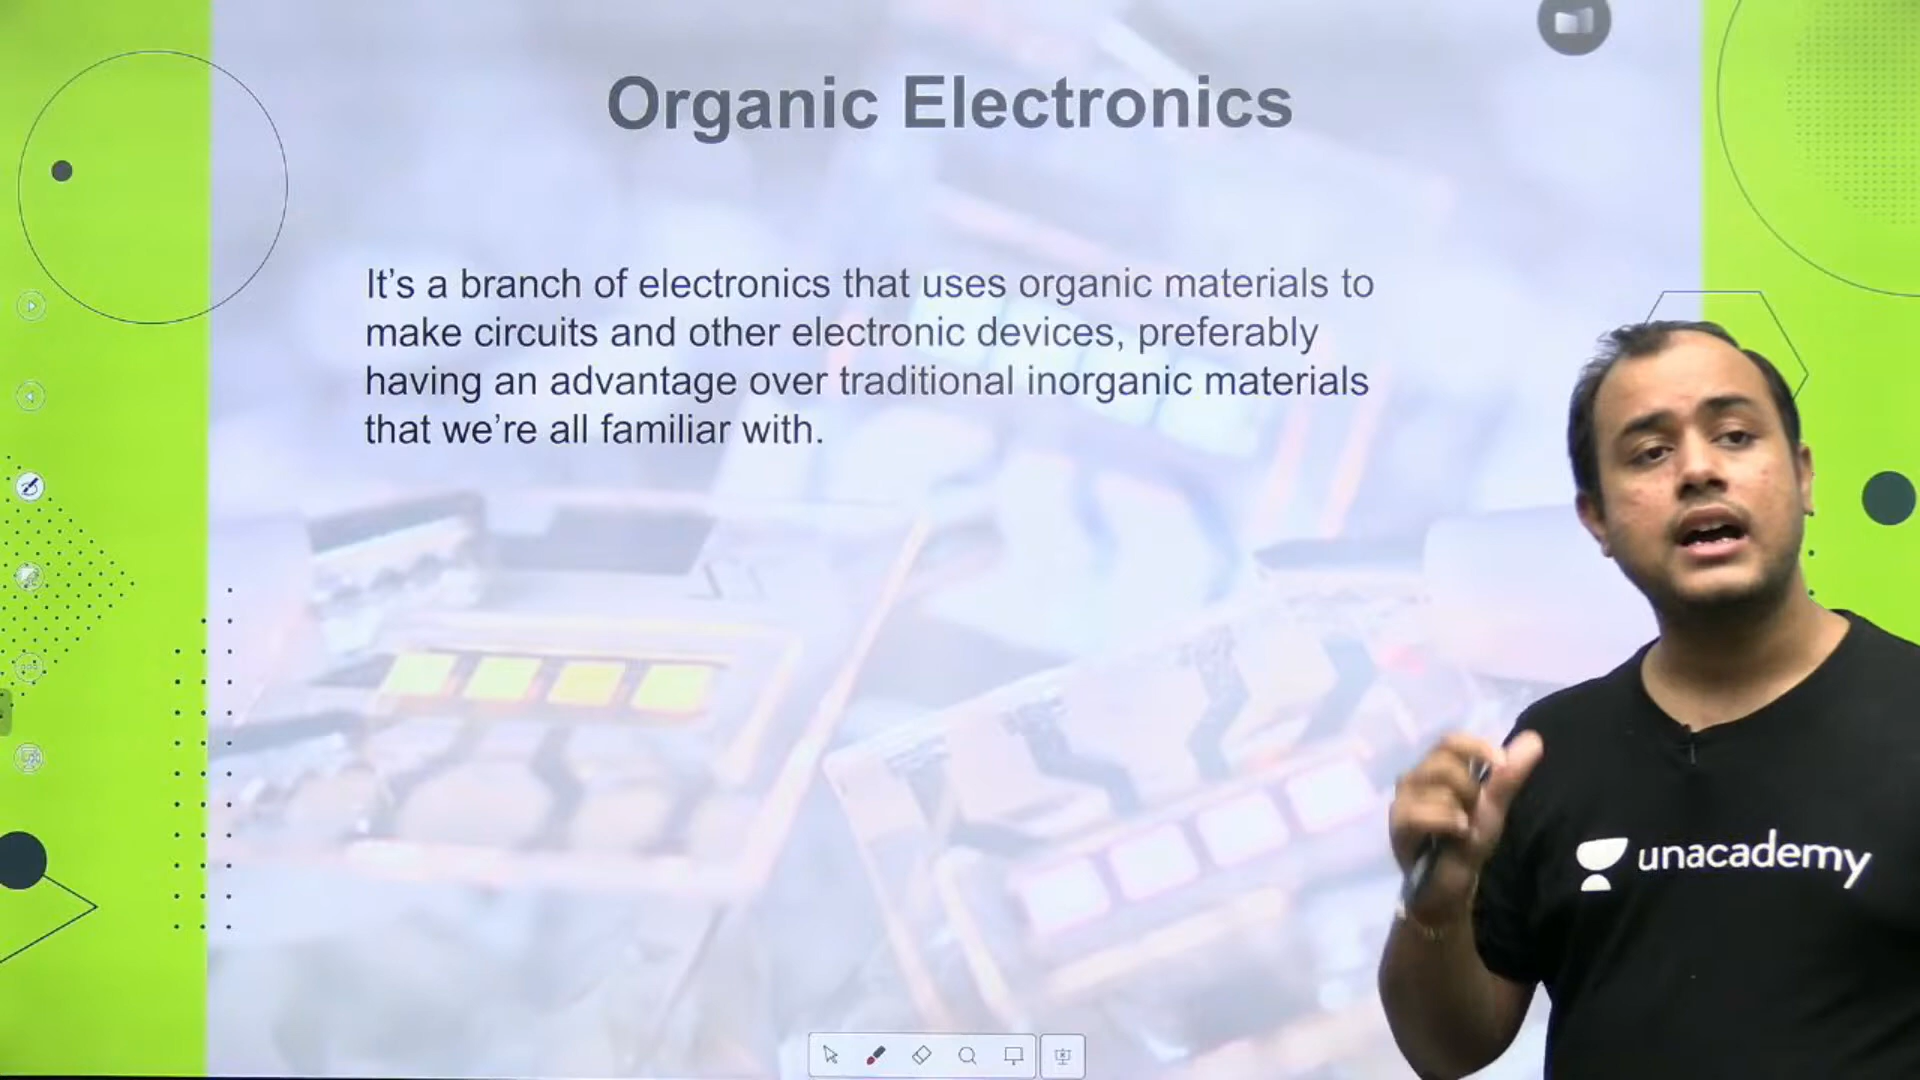 Organic Electronics
It's a branch of electronics that uses organic materials to
make circuits and other electronic devices, preferably
having an advantage over traditional inorganic materials
that we're all familiar with.
unacademy